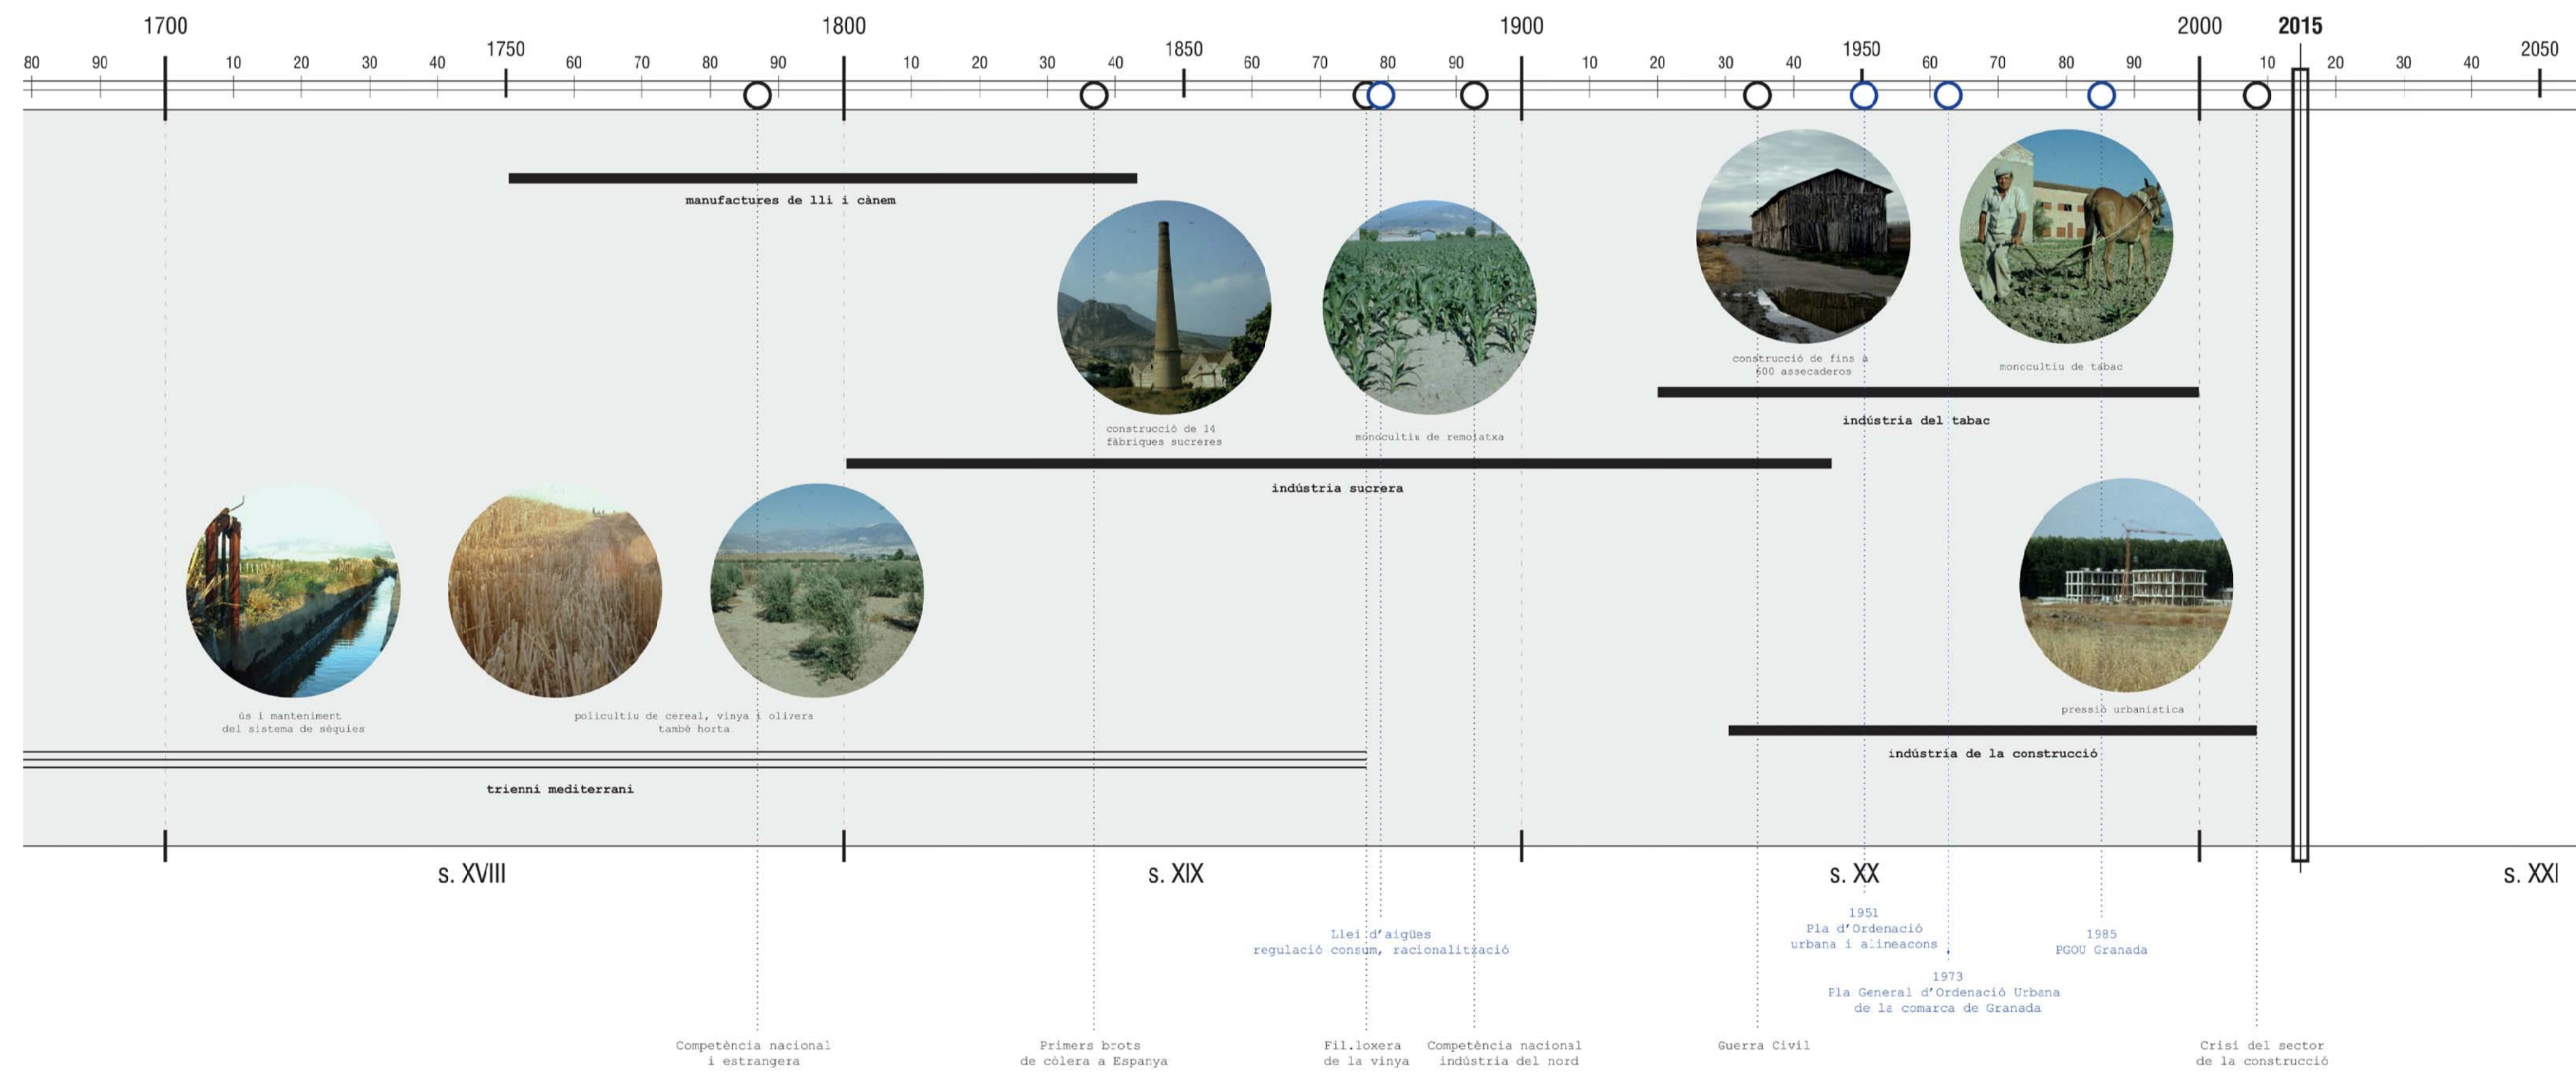 1700
1800
1900
2000
2015
1750
1850
1950
2050
80 90 10 20 30 40 60 70 80 90 10 20 30 40 60 70 80 90 10 20 30 40 60 70 80 90 10 20 30 40
manufactures de lli i cànem
construcció de 14
fàbriques sucreres
monocultiu de remolatxa
construcció de fins a
600 assecaderos
monocultiu de tabac
indústria del tabac
indústria sucrera
ús i manteniment
del sistema de sèquies
policultiu de cereal, vinya i olivera
també horta
pressió urbanística
indústria de la construcció
trienni mediterrani
s. XVIII
s. XIX
s. XX
s. XXI
Llei d'aigües
regulació consum, racionalització
1951
Pla d'Ordenació
urbana i alineacons
1985
PGOU Granada
1973
Pla General d'Ordenació Urbana
de la comarca de Granada
Competència nacional
i estrangera
Primers brots
de còlera a Espanya
Fil.loxera
de la vinya
Competència nacional
indústria del nord
Guerra Civil
Crisi del sector
de la construcció